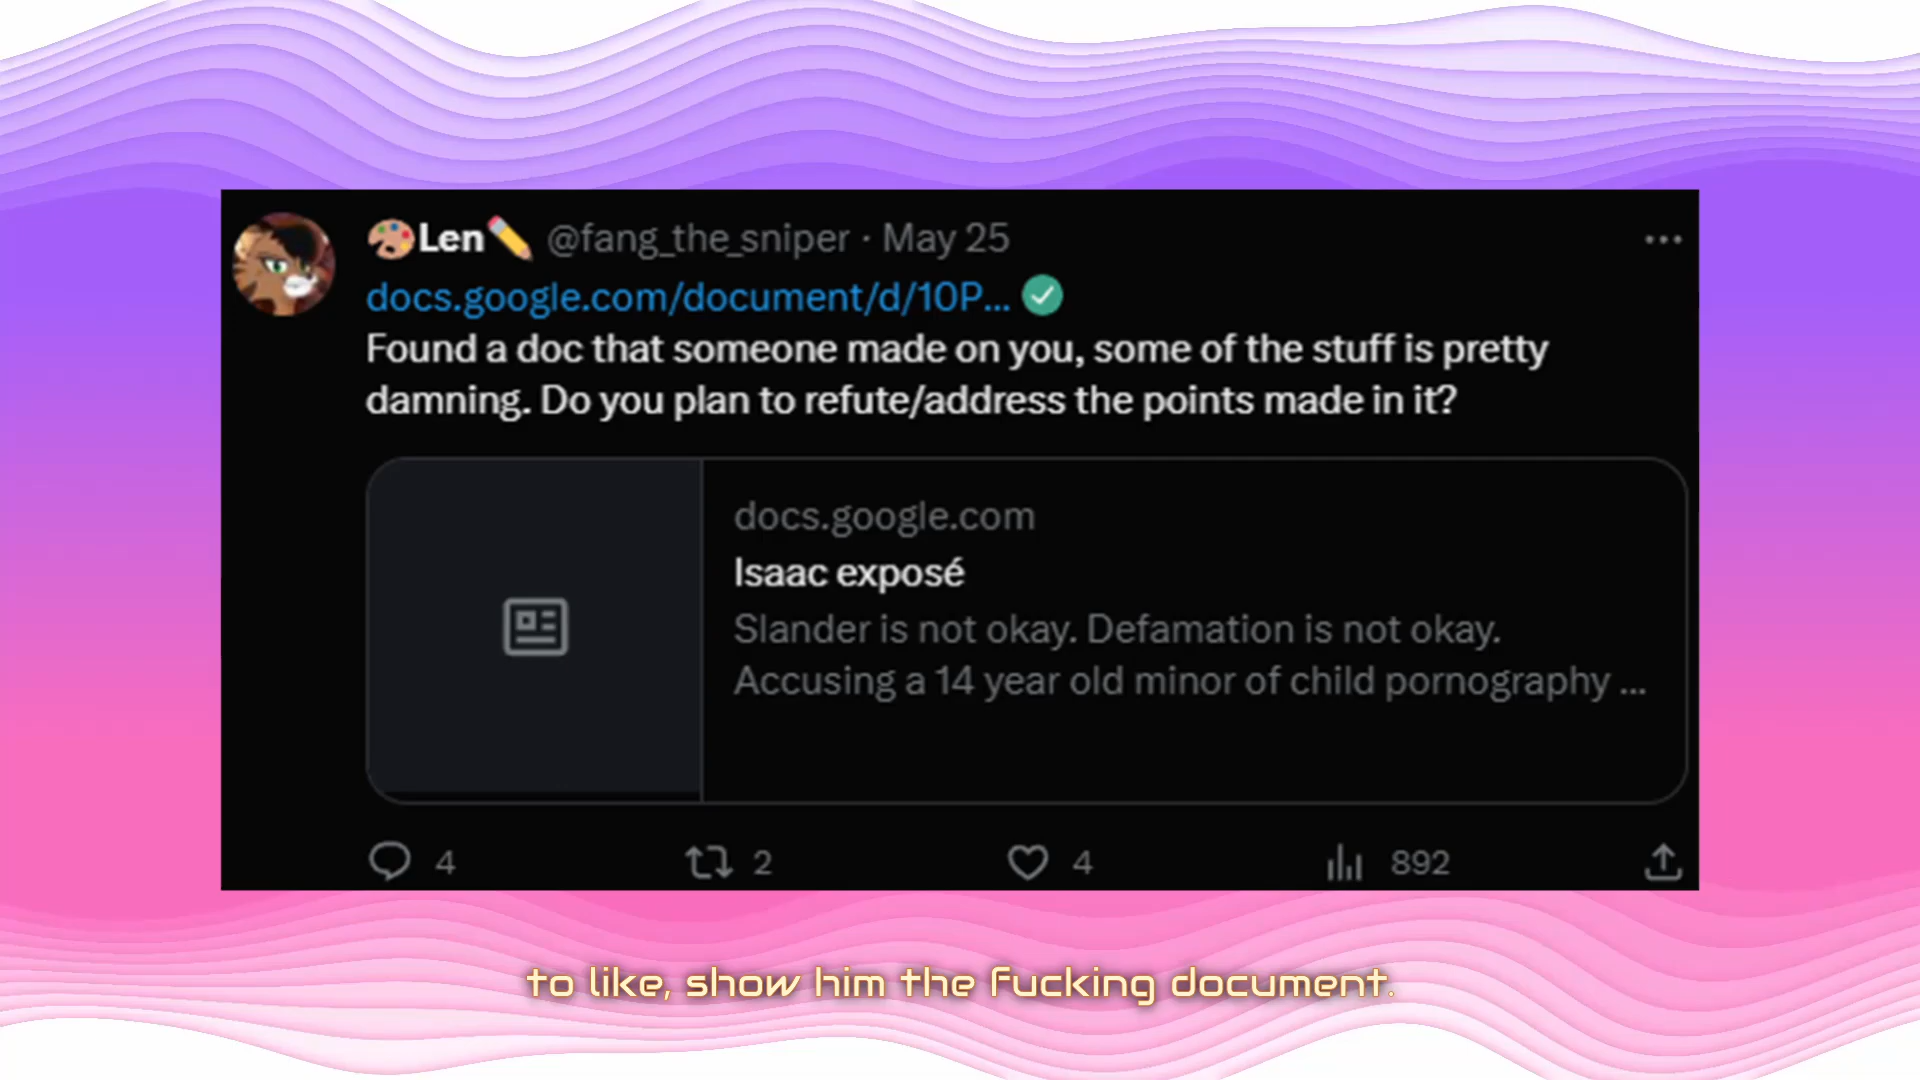 🎨Len✏️ @fang_the_sniper · May 25
docs.google.com/document/d/10P...
Found a doc that someone made on you, some of the stuff is pretty
damning. Do you plan to refute/address the points made in it?
docs.google.com
Isaac exposé
Slander is not okay. Defamation is not okay.
Accusing a 14 year old minor of child pornography ...
4 2 4 892
to like, show him the fucking document.